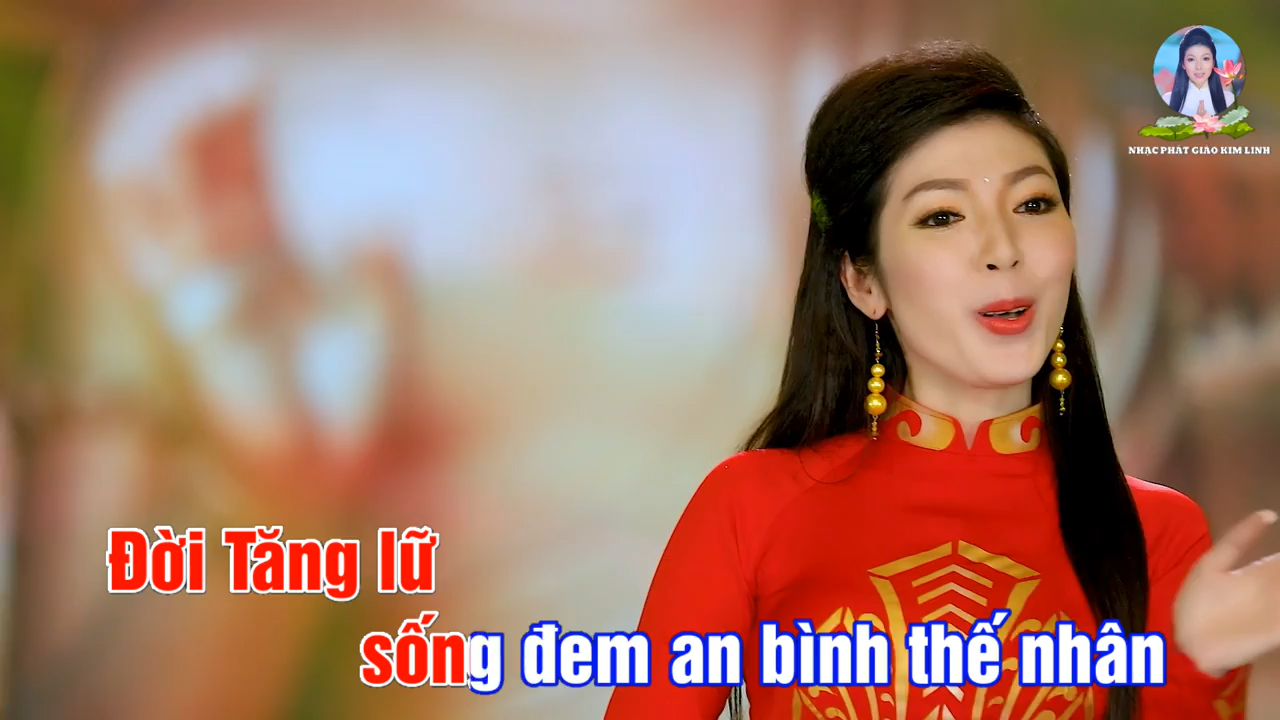 NHẠC PHẬT GIÁO KIM LINH
Đời Tăng lữ
sống đem an bình thế nhân